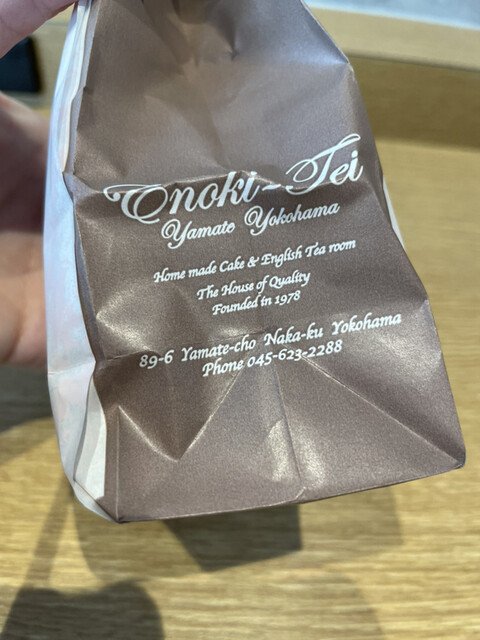 Enoki-Tei
Yamate Yokohama
Home made Cake & English Tea room
The House of Quality
Founded in 1978
89-6 Yamate-cho Naka-ku Yokohama
Phone 045-623-2288